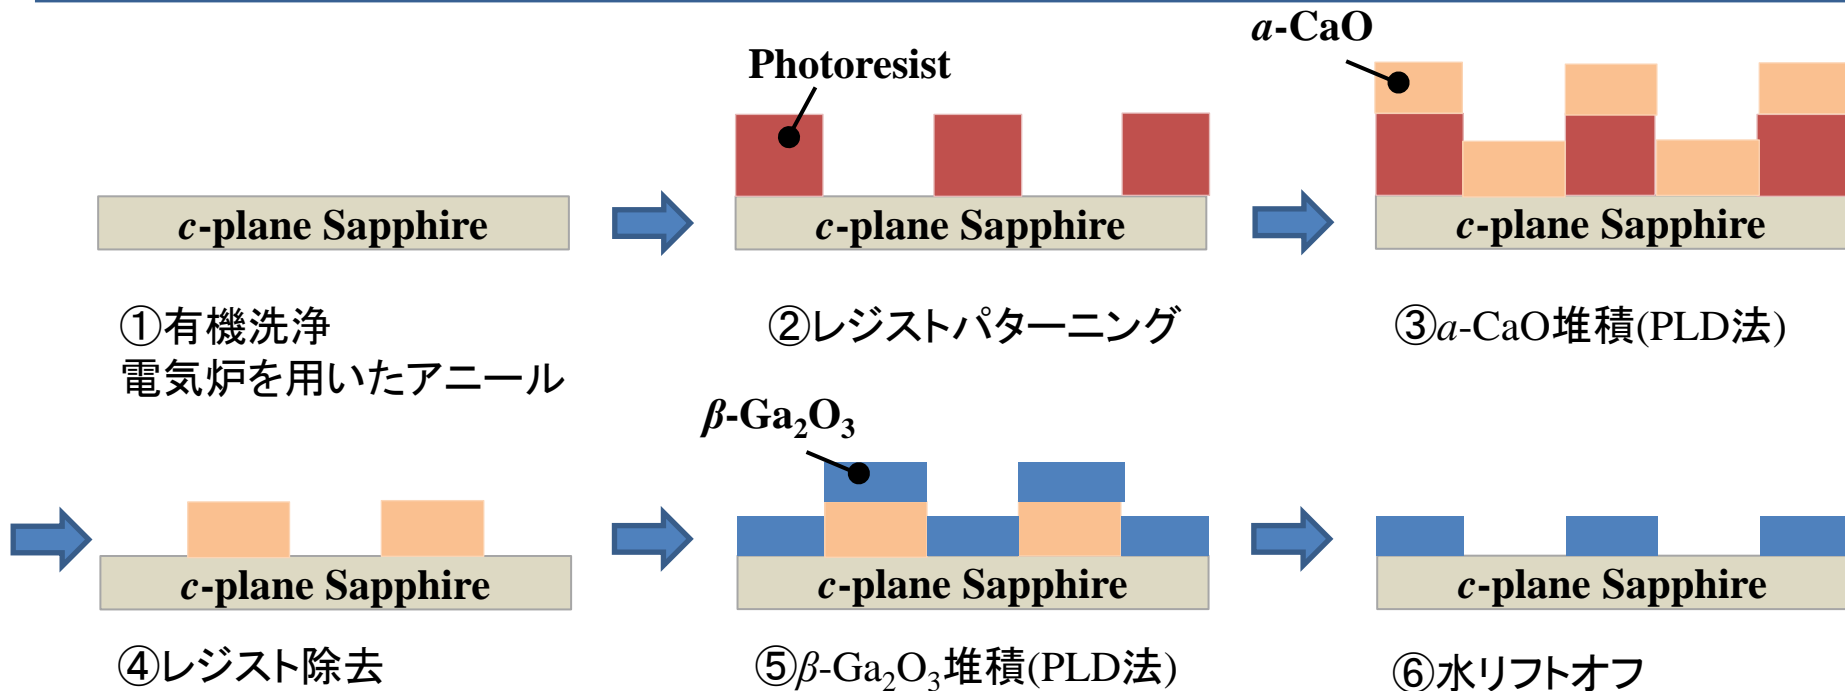 a-CaO
Photoresist
c-plane Sapphire
c-plane Sapphire
c-plane Sapphire
①有機洗浄
電気炉を用いたアニール
②レジストパターニング
③a-CaO堆積(PLD法)
β-Ga₂O₃
c-plane Sapphire
c-plane Sapphire
c-plane Sapphire
④レジスト除去
⑤β-Ga₂O₃堆積(PLD法)
⑥水リフトオフ